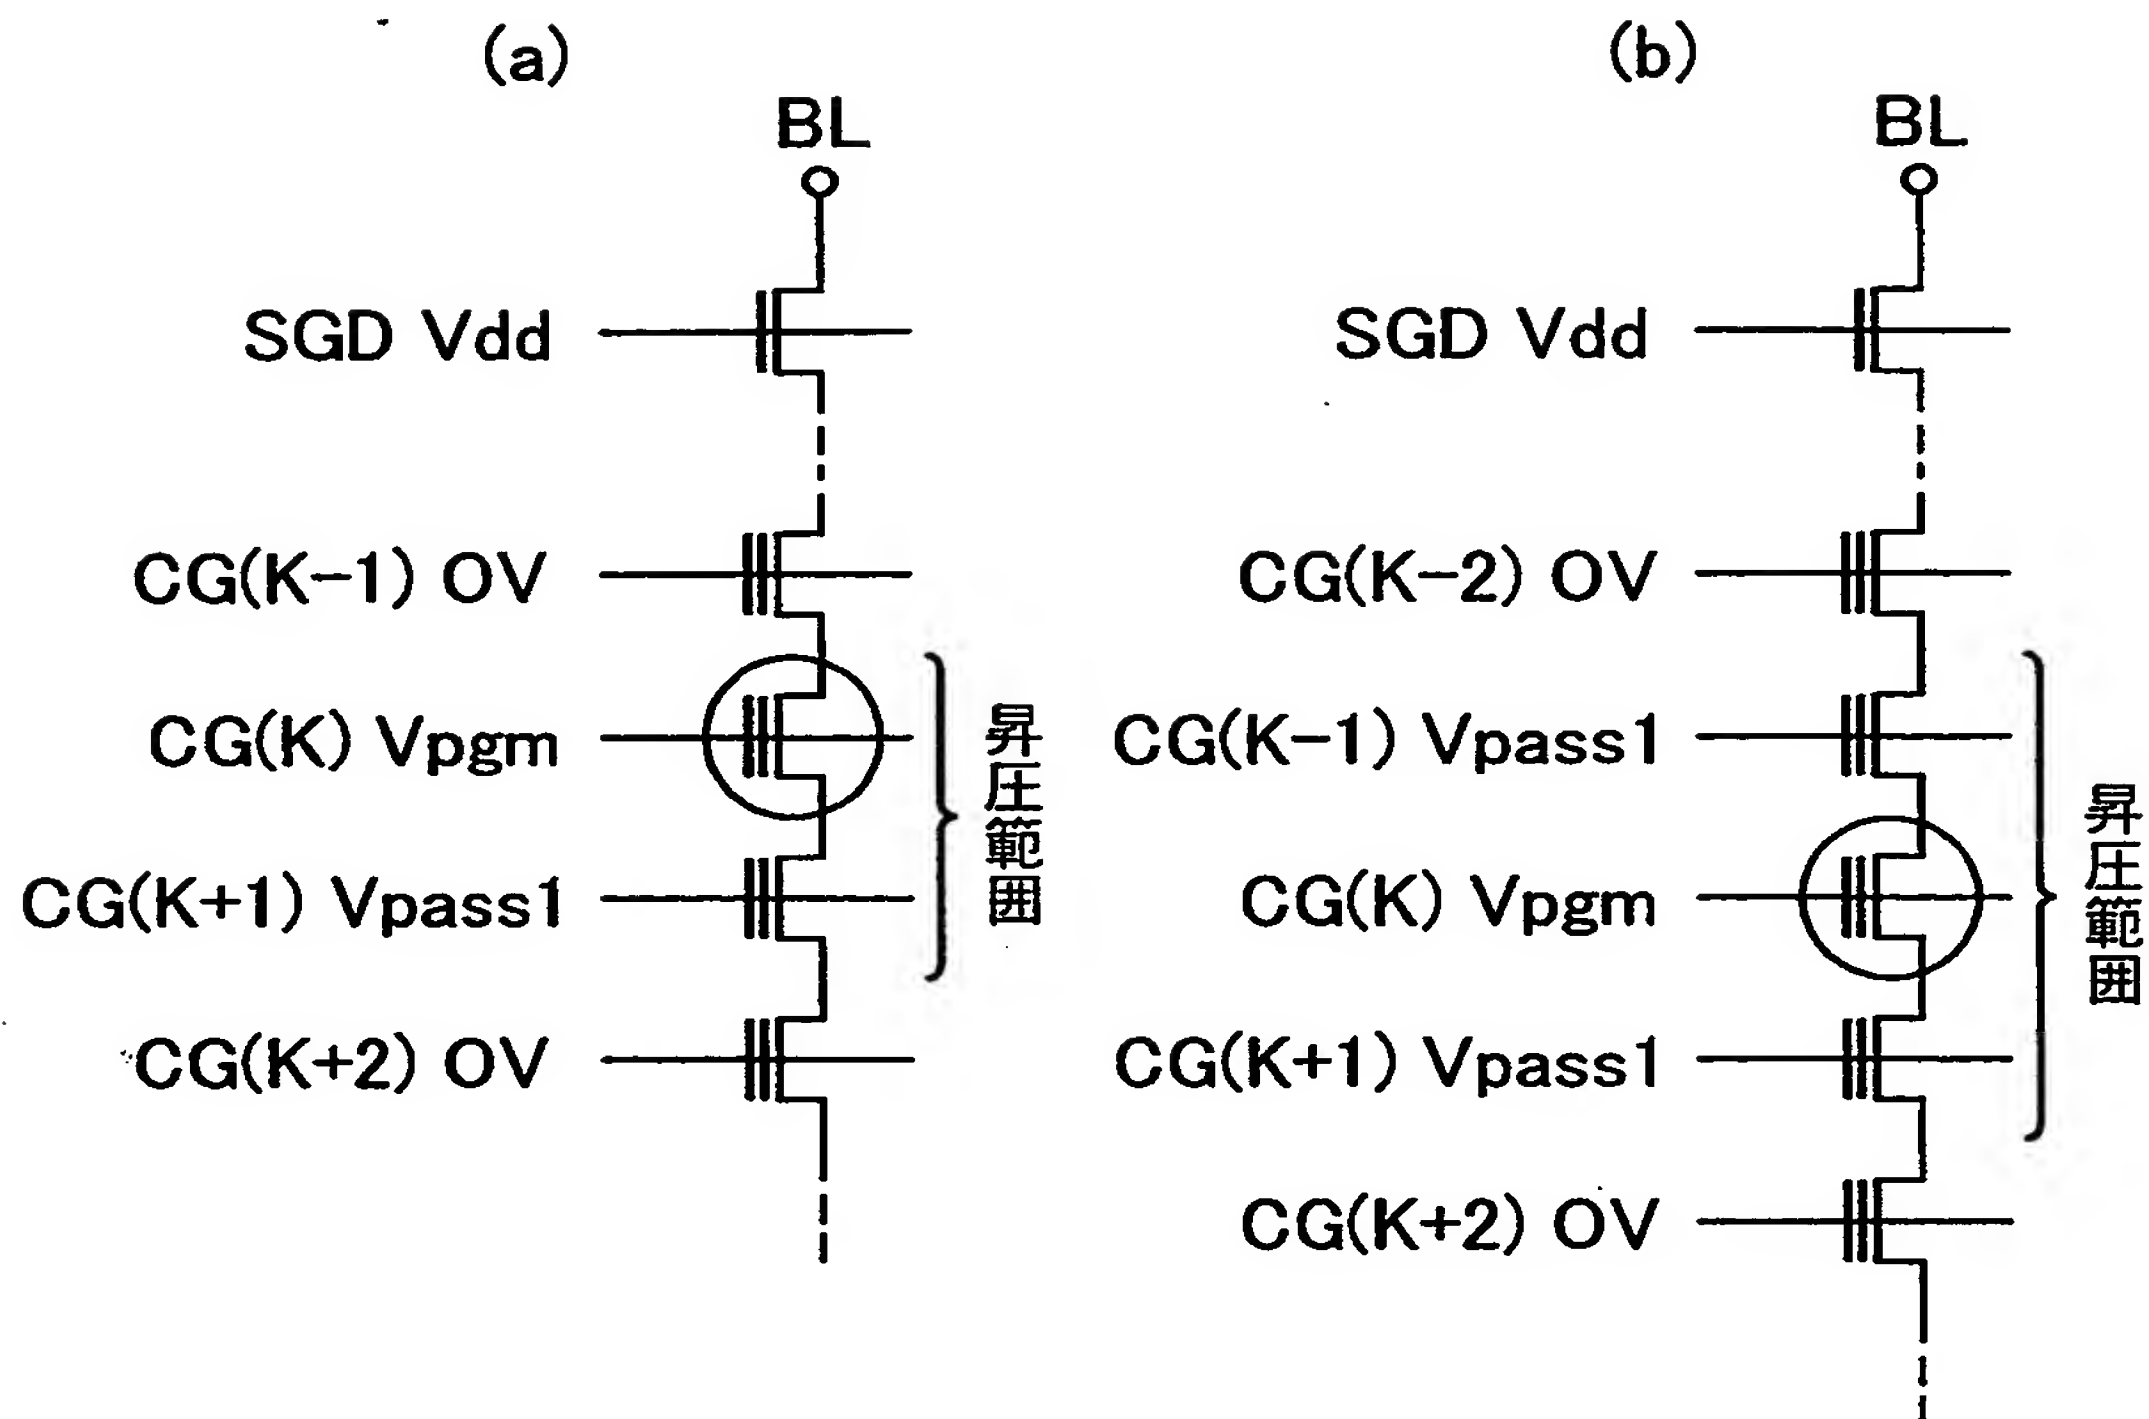 (a)
BL
SGD Vdd
CG(K-1) 0V
CG(K) Vpgm
CG(K+1) Vpass1
CG(K+2) 0V
昇圧範囲
(b)
BL
SGD Vdd
CG(K-2) 0V
CG(K-1) Vpass1
CG(K) Vpgm
CG(K+1) Vpass1
CG(K+2) 0V
昇圧範囲